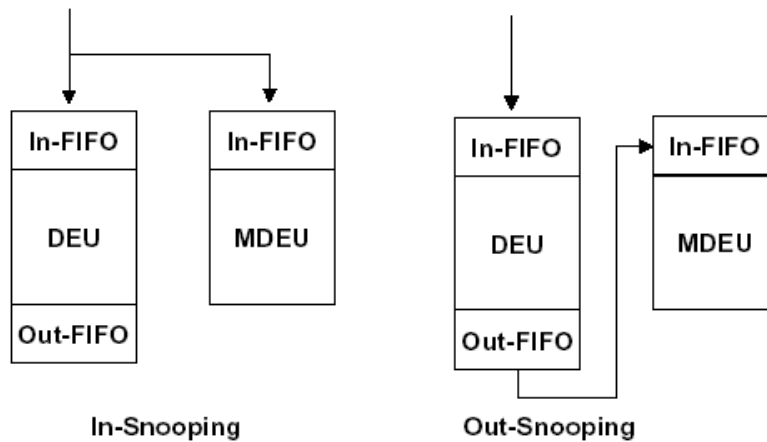 In-FIFO
In-FIFO
DEU
MDEU
Out-FIFO
In-Snooping
In-FIFO
In-FIFO
DEU
MDEU
Out-FIFO
Out-Snooping